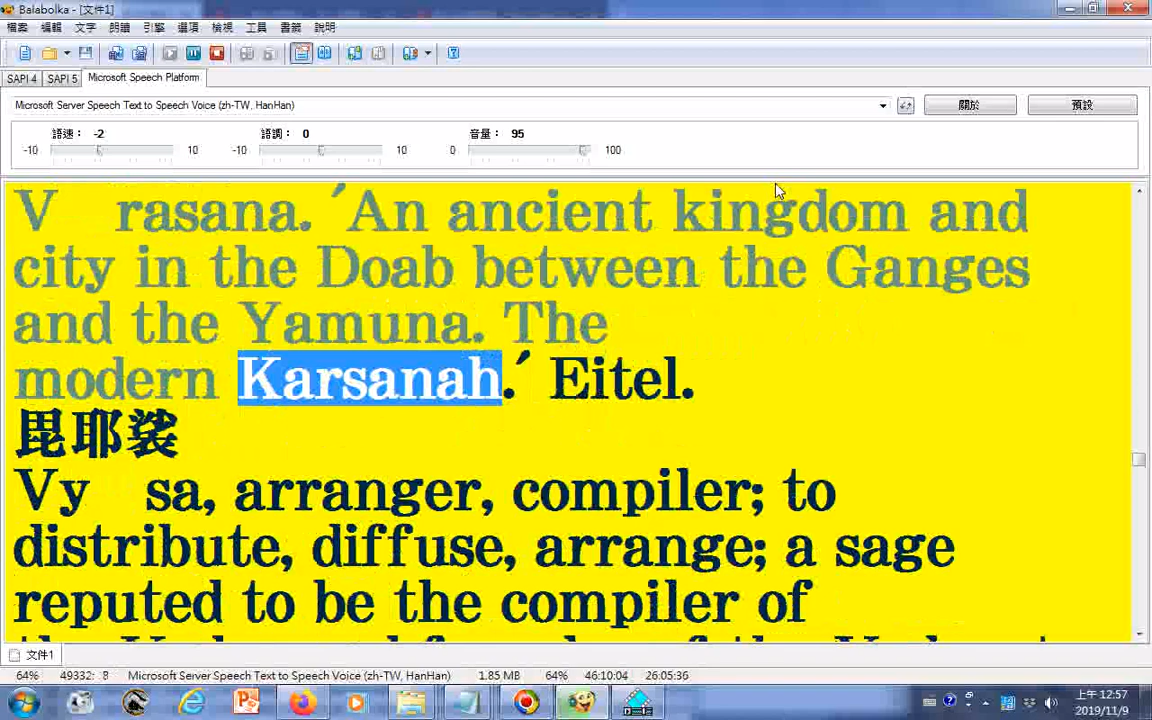 Balabolka - [文件1]
檔案 編輯 文字 朗讀 引擎 選項 檢視 工具 書籤 說明
SAPI 4 SAPI 5 Microsoft Speech Platform
Microsoft Server Speech Text to Speech Voice (zh-TW, HanHan) 關於 預設
語速： -2 語調： 0 音量： 95
-10 10 -10 10 0 100
V rasana. ˊAn ancient kingdom and
city in the Doab between the Ganges
and the Yamuna. The
modern Karsanah.ˊ Eitel.
毘耶裟
Vy sa, arranger, compiler; to
distribute, diffuse, arrange; a sage
reputed to be the compiler of
文件1
64% 49332: 8 Microsoft Server Speech Text to Speech Voice (zh-TW, HanHan) 1.85 MB 64% 46:10:04 26:05:36
上午 12:57
2019/11/9